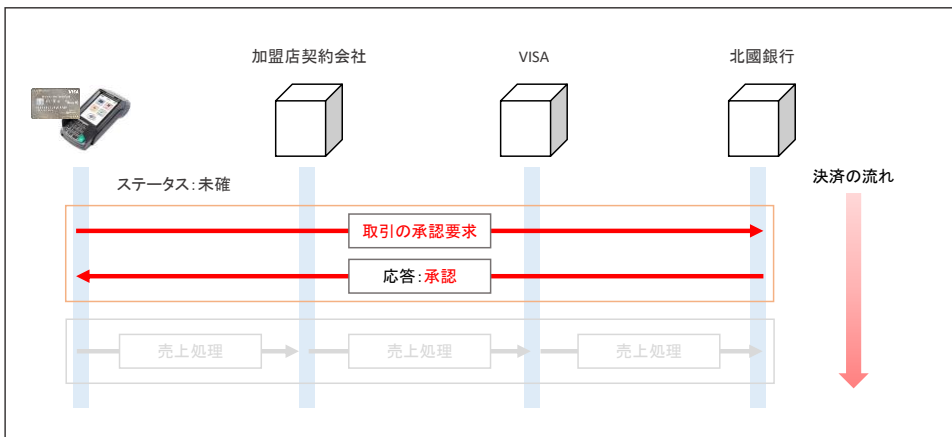 加盟店契約会社
VISA
北國銀行
VISA
ステータス：未確
決済の流れ
取引の承認要求
応答：承認
売上処理
売上処理
売上処理